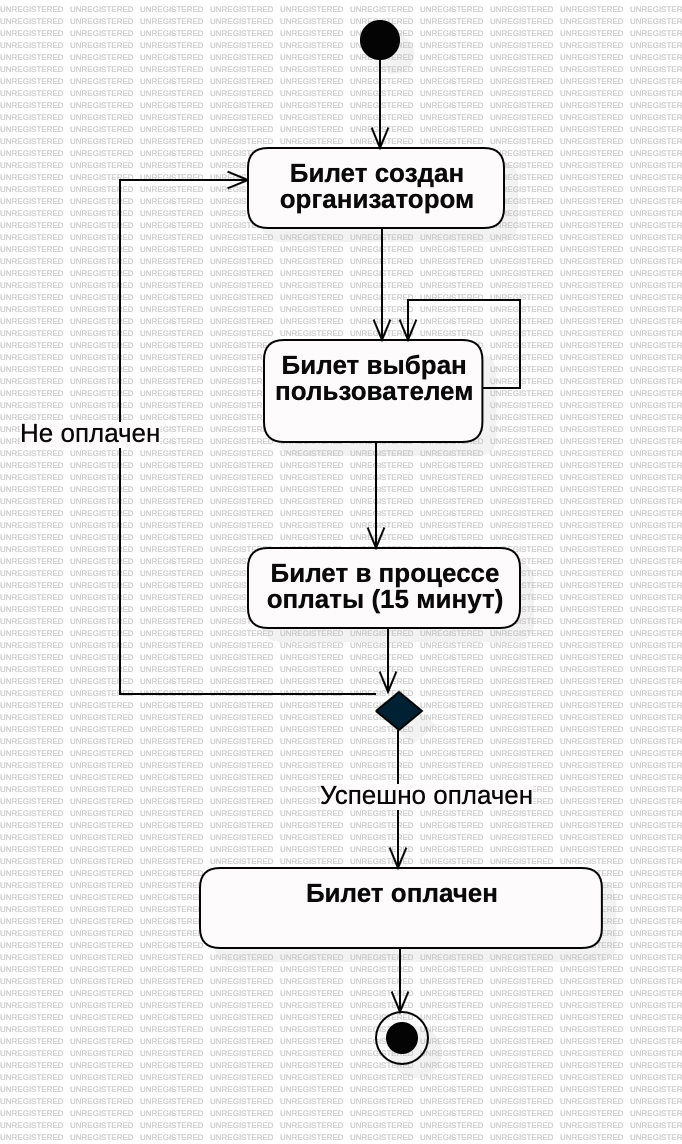 Билет создан
организатором
Билет выбран
пользователем
Не оплачен
Билет в процессе
оплаты (15 минут)
Успешно оплачен
Билет оплачен
UNREGISTERED